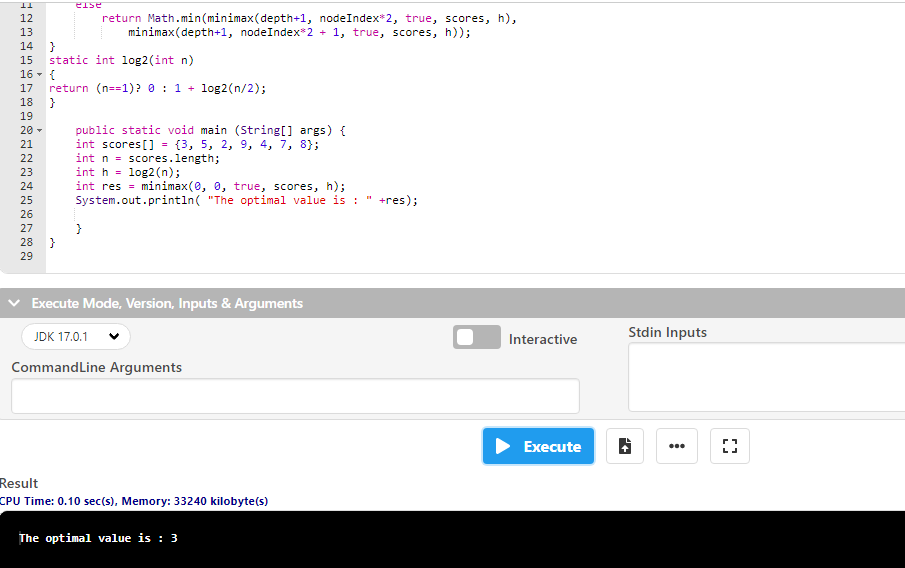 11 else
12 return Math.min(minimax(depth+1, nodeIndex*2, true, scores, h),
13 minimax(depth+1, nodeIndex*2 + 1, true, scores, h));
14 }
15 static int log2(int n)
16 {
17 return (n==1)? 0 : 1 + log2(n/2);
18 }
19
20 public static void main (String[] args) {
21 int scores[] = {3, 5, 2, 9, 4, 7, 8};
22 int n = scores.length;
23 int h = log2(n);
24 int res = minimax(0, 0, true, scores, h);
25 System.out.println( "The optimal value is : " +res);
26
27 }
28 }
29
Execute Mode, Version, Inputs & Arguments
JDK 17.0.1
Interactive
Stdin Inputs
CommandLine Arguments
Execute
Result
CPU Time: 0.10 sec(s), Memory: 33240 kilobyte(s)
The optimal value is : 3